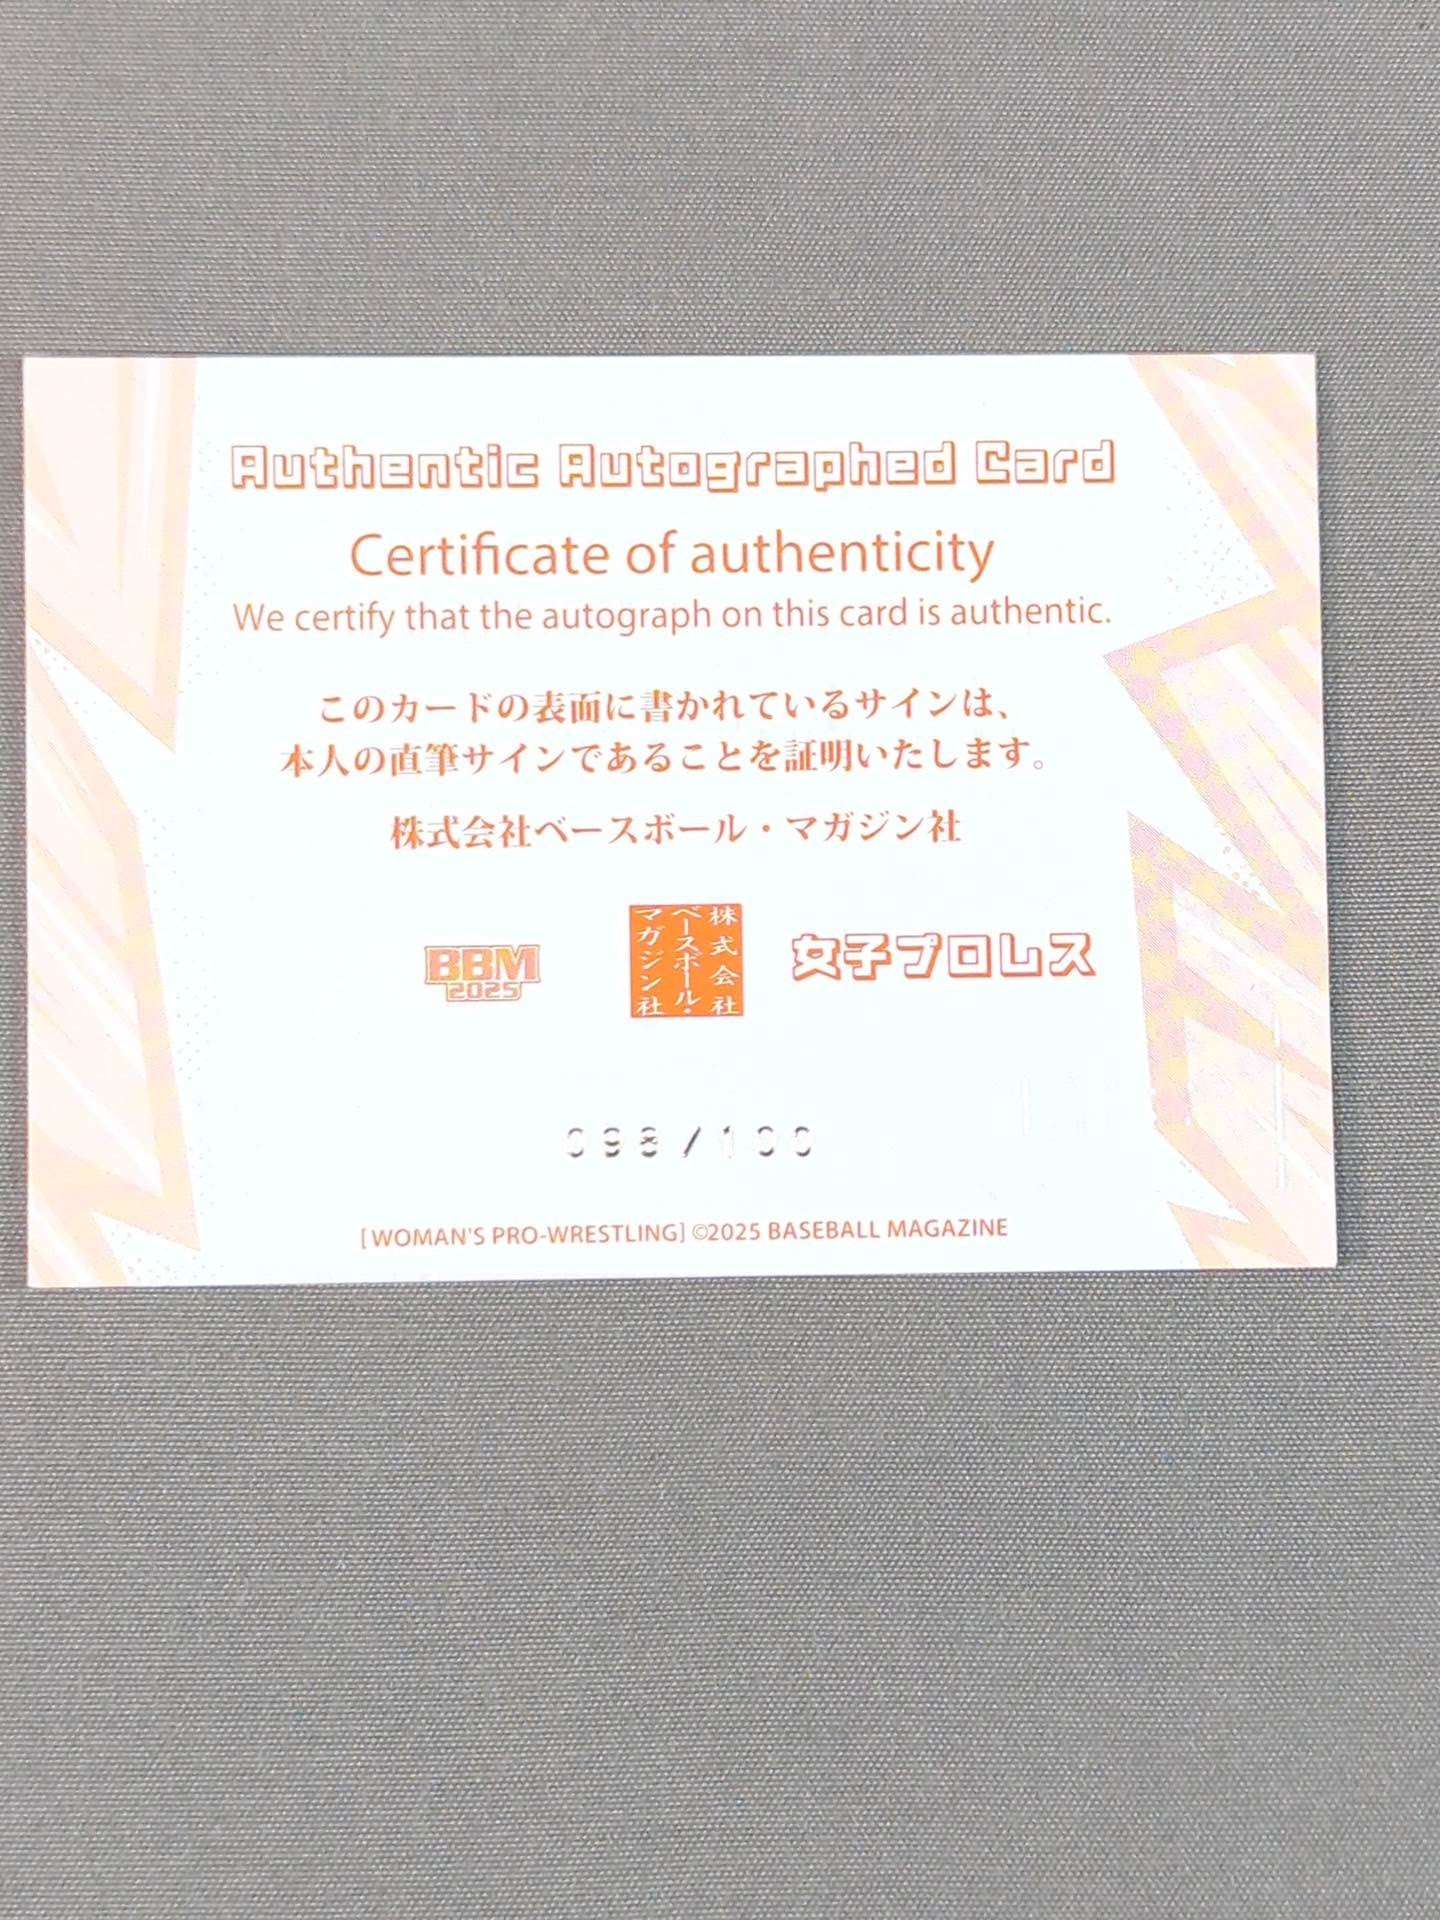 Authentic Autographed Card
Certificate of authenticity
We certify that the autograph on this card is authentic.
このカードの表面に書かれているサインは、
本人の直筆サインであることを証明いたします。
株式会社ベースボール・マガジン社
BBM
2025
株式会社
ベースボール・
マガジン社
女子プロレス
098/100
[WOMAN'S PRO-WRESTLING] ©2025 BASEBALL MAGAZINE